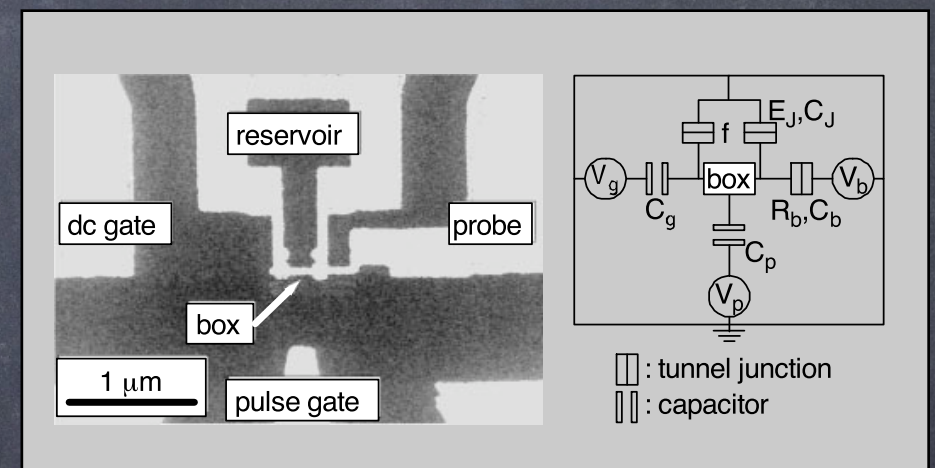 reservoir
dc gate
probe
box
1 μm
pulse gate
E_J,C_J
f
V_g
box
V_b
C_g
R_b,C_b
C_p
V_p
: tunnel junction
: capacitor